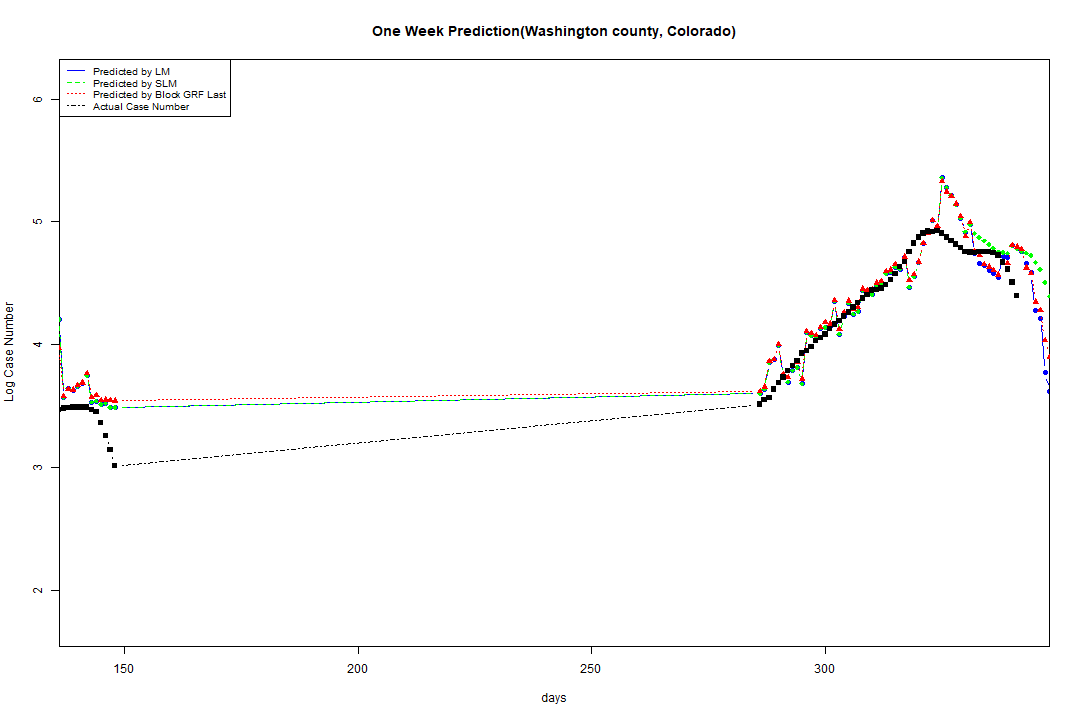 One Week Prediction(Washington county, Colorado)
Predicted by LM
Predicted by SLM
Predicted by Block GRF Last
Actual Case Number
6
5
4
3
2
Log Case Number
150 200 250 300
days